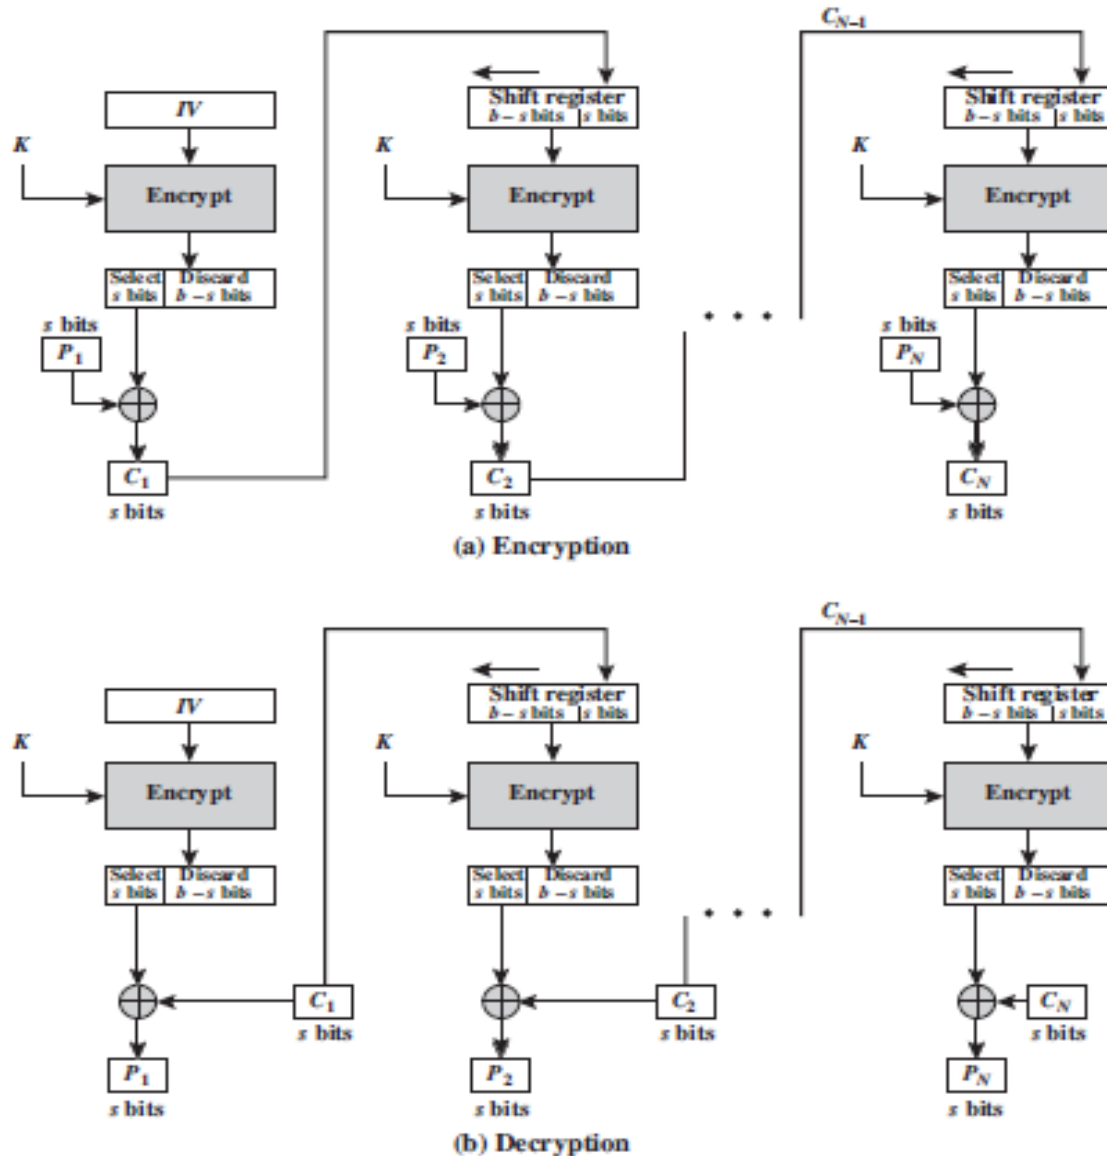 C_{N-1}
IV
Shift register
b – s bits | s bits
Shift register
b – s bits | s bits
K
K
K
Encrypt
Encrypt
Encrypt
Select Discard
s bits b – s bits
Select Discard
s bits b – s bits
Select Discard
s bits b – s bits
s bits
s bits
s bits
P_1
P_2
P_N
C_1
C_2
C_N
s bits
s bits
s bits
(a) Encryption
C_{N-1}
IV
Shift register
b – s bits | s bits
Shift register
b – s bits | s bits
K
K
K
Encrypt
Encrypt
Encrypt
Select Discard
s bits b – s bits
Select Discard
s bits b – s bits
Select Discard
s bits b – s bits
C_1
C_2
C_N
s bits
s bits
s bits
P_1
P_2
P_N
s bits
s bits
s bits
(b) Decryption